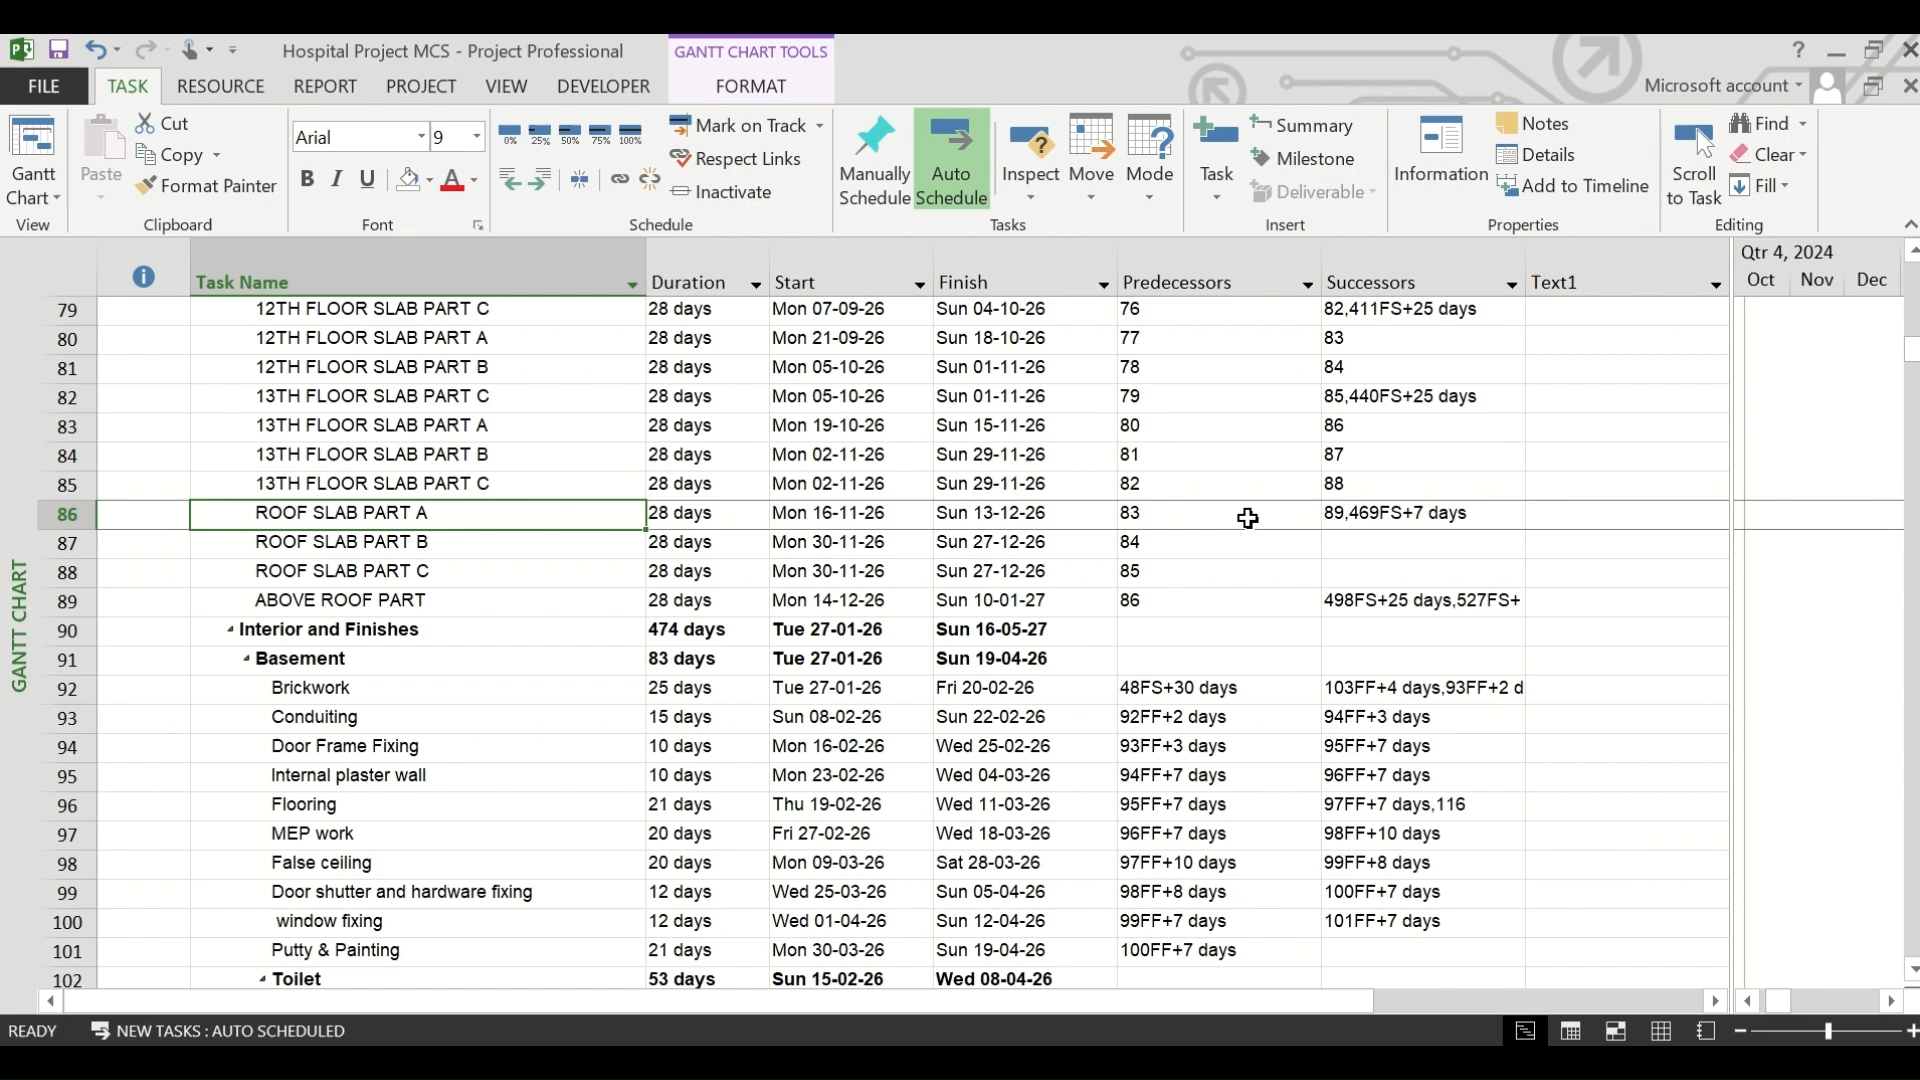 Hospital Project MCS - Project Professional
GANTT CHART TOOLS
?
FILE TASK RESOURCE REPORT PROJECT VIEW DEVELOPER FORMAT Microsoft account
Gantt Chart
View
Paste
Cut
Copy
Format Painter
Clipboard
Arial 9
B I U A
Font
0% 25% 50% 75% 100%
Mark on Track
Respect Links
Inactivate
Schedule
Manually Schedule
Auto Schedule
Inspect
Move
Mode
Tasks
Task
Summary
Milestone
Deliverable
Insert
Information
Notes
Details
Add to Timeline
Properties
Scroll to Task
Find
Clear
Fill
Editing
Qtr 4, 2024
Oct Nov Dec
Task Name Duration Start Finish Predecessors Successors Text1
79 12TH FLOOR SLAB PART C 28 days Mon 07-09-26 Sun 04-10-26 76 82,411FS+25 days
80 12TH FLOOR SLAB PART A 28 days Mon 21-09-26 Sun 18-10-26 77 83
81 12TH FLOOR SLAB PART B 28 days Mon 05-10-26 Sun 01-11-26 78 84
82 13TH FLOOR SLAB PART C 28 days Mon 05-10-26 Sun 01-11-26 79 85,440FS+25 days
83 13TH FLOOR SLAB PART A 28 days Mon 19-10-26 Sun 15-11-26 80 86
84 13TH FLOOR SLAB PART B 28 days Mon 02-11-26 Sun 29-11-26 81 87
85 13TH FLOOR SLAB PART C 28 days Mon 02-11-26 Sun 29-11-26 82 88
86 ROOF SLAB PART A 28 days Mon 16-11-26 Sun 13-12-26 83 89,469FS+7 days
87 ROOF SLAB PART B 28 days Mon 30-11-26 Sun 27-12-26 84
88 ROOF SLAB PART C 28 days Mon 30-11-26 Sun 27-12-26 85
89 ABOVE ROOF PART 28 days Mon 14-12-26 Sun 10-01-27 86 498FS+25 days,527FS+
90 Interior and Finishes 474 days Tue 27-01-26 Sun 16-05-27
91 Basement 83 days Tue 27-01-26 Sun 19-04-26
92 Brickwork 25 days Tue 27-01-26 Fri 20-02-26 48FS+30 days 103FF+4 days,93FF+2 d
93 Conduiting 15 days Sun 08-02-26 Sun 22-02-26 92FF+2 days 94FF+3 days
94 Door Frame Fixing 10 days Mon 16-02-26 Wed 25-02-26 93FF+3 days 95FF+7 days
95 Internal plaster wall 10 days Mon 23-02-26 Wed 04-03-26 94FF+7 days 96FF+7 days
96 Flooring 21 days Thu 19-02-26 Wed 11-03-26 95FF+7 days 97FF+7 days,116
97 MEP work 20 days Fri 27-02-26 Wed 18-03-26 96FF+7 days 98FF+10 days
98 False ceiling 20 days Mon 09-03-26 Sat 28-03-26 97FF+10 days 99FF+8 days
99 Door shutter and hardware fixing 12 days Wed 25-03-26 Sun 05-04-26 98FF+8 days 100FF+7 days
100 window fixing 12 days Wed 01-04-26 Sun 12-04-26 99FF+7 days 101FF+7 days
101 Putty & Painting 21 days Mon 30-03-26 Sun 19-04-26 100FF+7 days
102 Toilet 53 days Sun 15-02-26 Wed 08-04-26
GANTT CHART
READY NEW TASKS : AUTO SCHEDULED